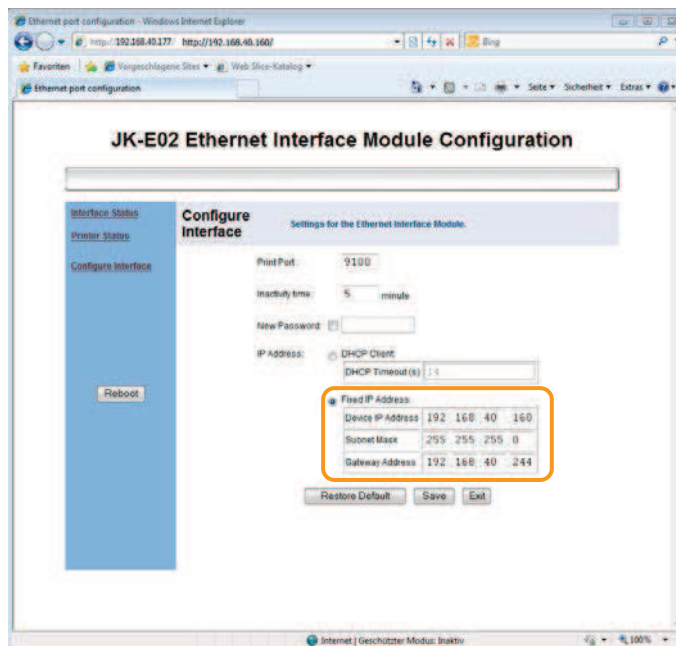 Ethernet port configuration - Windows Internet Explorer
http://192.168.40.177/ http://192.168.40.160/ Bing
Favoriten Vorgeschlagene Sites Web Slice-Katalog
Ethernet port configuration Seite Sicherheit Extras
JK-E02 Ethernet Interface Module Configuration
Interface Status
Printer Status
Configure Interface
Reboot
Configure Interface
Settings for the Ethernet Interface Module.
Print Port: 9100
Inactivity time: 5 minute
New Password:
IP Address: DHCP Client
DHCP Timeout (s) 14
Fixed IP Address
Device IP Address 192 168 40 160
Subnet Mask 255 255 255 0
Gateway Address 192 168 40 244
Restore Default Save Exit
Internet | Geschützter Modus: Inaktiv 100%